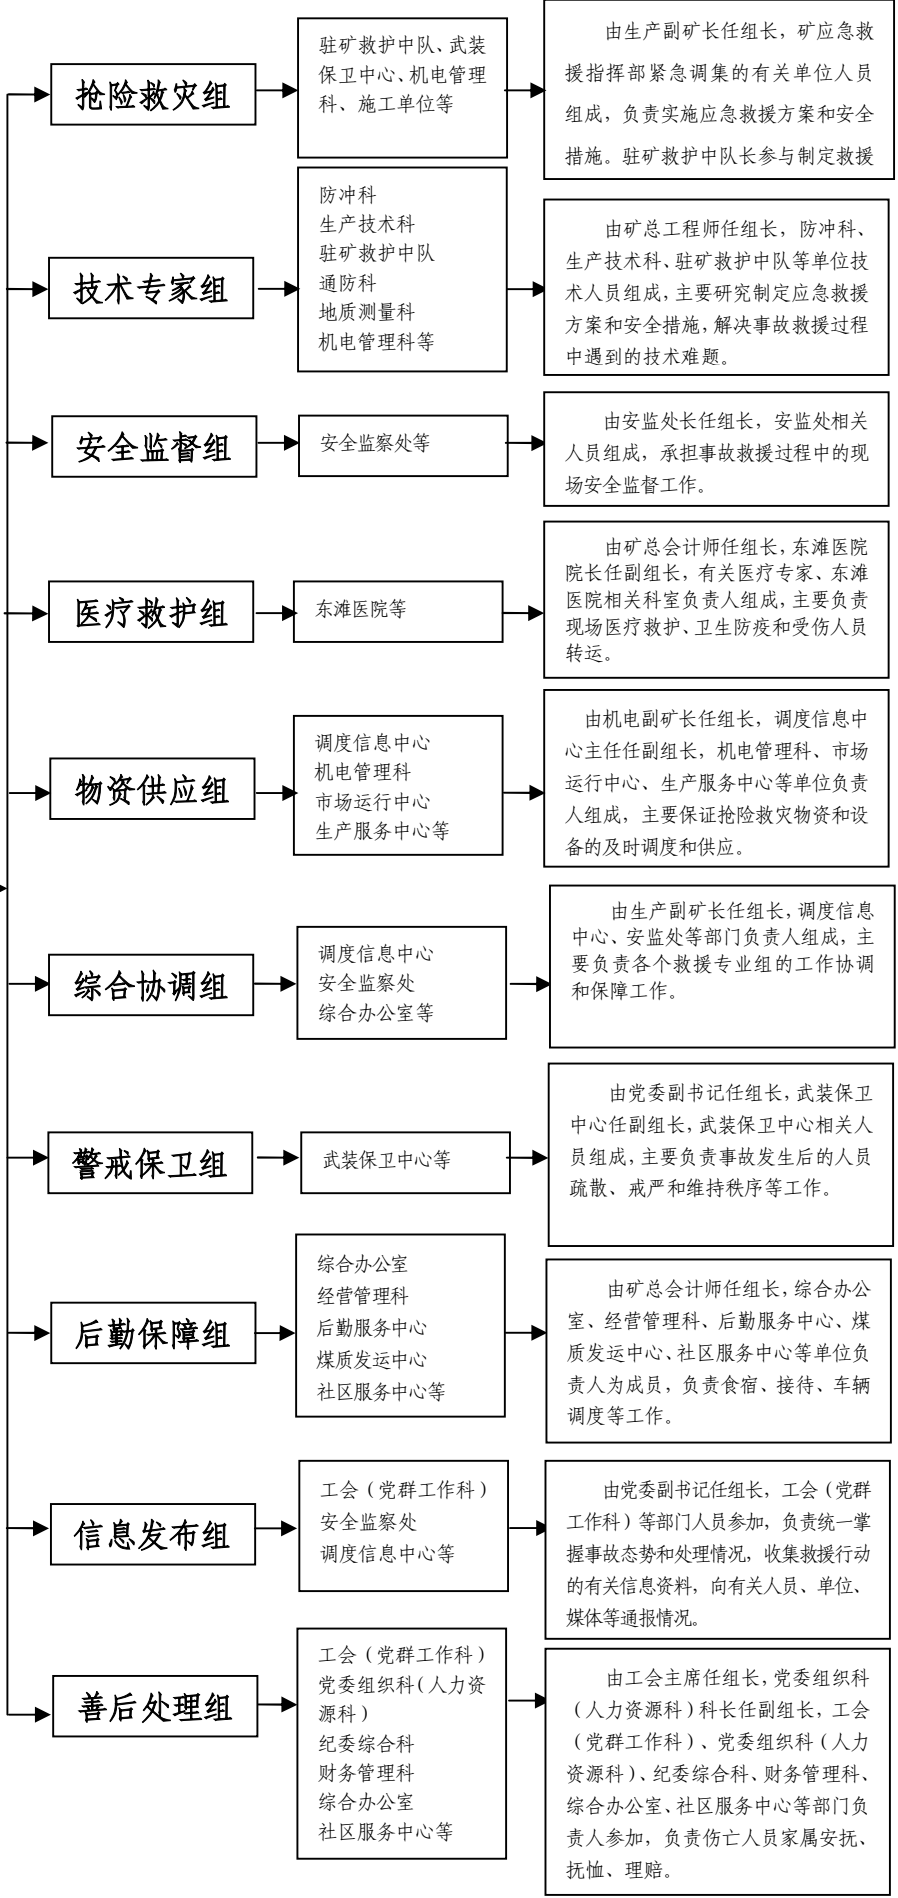 抢险救灾组
驻矿救护中队、武装
保卫中心、机电管理
科、施工单位等
由生产副矿长任组长，矿应急救
援指挥部紧急调集的有关单位人员
组成，负责实施应急救援方案和安全
措施。驻矿救护中队长参与制定救援
技术专家组
防冲科
生产技术科
驻矿救护中队
通防科
地质测量科
机电管理科等
由矿总工程师任组长，防冲科、
生产技术科、驻矿救护中队等单位技
术人员组成，主要研究制定应急救援
方案和安全措施，解决事故救援过程
中遇到的技术难题。
安全监督组
安全监察处等
由安监处长任组长，安监处相关
人员组成，承担事故救援过程中的现
场安全监督工作。
医疗救护组
东滩医院等
由矿总会计师任组长，东滩医院
院长任副组长，有关医疗专家、东滩
医院相关科室负责人组成，主要负责
现场医疗救护、卫生防疫和受伤人员
转运。
物资供应组
调度信息中心
机电管理科
市场运行中心
生产服务中心等
由机电副矿长任组长，调度信息中
心主任任副组长，机电管理科、市场
运行中心、生产服务中心等单位负责
人组成，主要保证抢险救灾物资和设
备的及时调度和供应。
综合协调组
调度信息中心
安全监察处
综合办公室等
由生产副矿长任组长，调度信息
中心、安监处等部门负责人组成，主
要负责各个救援专业组的工作协调
和保障工作。
警戒保卫组
武装保卫中心等
由党委副书记任组长，武装保卫
中心任副组长，武装保卫中心相关人
员组成，主要负责事故发生后的人员
疏散、戒严和维持秩序等工作。
后勤保障组
综合办公室
经营管理科
后勤服务中心
煤质发运中心
社区服务中心等
由矿总会计师任组长，综合办公
室、经营管理科、后勤服务中心、煤
质发运中心、社区服务中心等单位负
责人为成员，负责食宿、接待、车辆
调度等工作。
信息发布组
工会（党群工作科）
安全监察处
调度信息中心等
由党委副书记任组长，工会（党群
工作科）等部门人员参加，负责统一掌
握事故态势和处理情况，收集救援行动
的有关信息资料，向有关人员、单位、
媒体等通报情况。
善后处理组
工会（党群工作科）
党委组织科（人力资
源科）
纪委综合科
财务管理科
综合办公室
社区服务中心等
由工会主席任组长，党委组织科
（人力资源科）科长任副组长，工会
（党群工作科）、党委组织科（人力
资源科）、纪委综合科、财务管理科、
综合办公室、社区服务中心等部门负
责人参加，负责伤亡人员家属安抚、
抚恤、理赔。